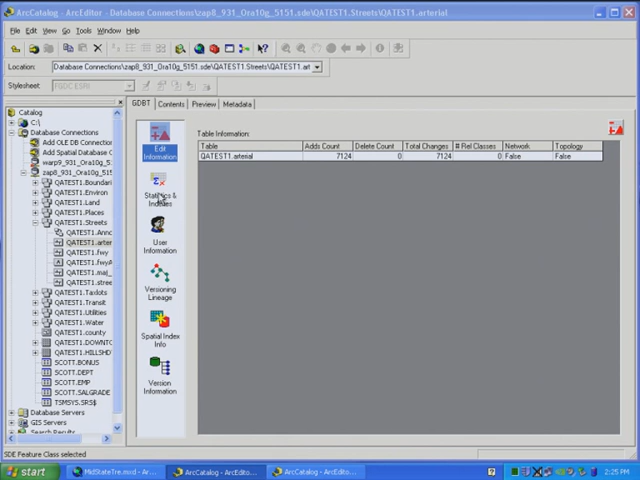 ArcCatalog - ArcEditor - Database Connections\zap8_931_Ora10g_5151.sde\QATEST1.Streets\QATEST1.arterial
File Edit View Go Tools Window Help
Location: Database Connections\zap8_931_Ora10g_5151.sde\QATEST1.Streets\QATEST1.art
Stylesheet: FGDC ESRI
Catalog
C:\
Database Connections
Add OLE DB Connection
Add Spatial Database
warp9_931_Ora10g_5
zap8_931_Ora10g_515
QATEST1.Boundari
QATEST1.Environ
QATEST1.Land
QATEST1.Places
QATEST1.Streets
QATEST1.Anno
QATEST1.arter
QATEST1.fwy
QATEST1.fwyA
QATEST1.maj_
QATEST1.stree
QATEST1.Taxlots
QATEST1.Transit
QATEST1.Utilities
QATEST1.Water
QATEST1.county
QATEST1.DOWNTO
QATEST1.HILLSHD
SCOTT.BONUS
SCOTT.DEPT
SCOTT.EMP
SCOTT.SALGRADE
TSMSYS.SRS$
Database Servers
GIS Servers
Search Results
GDBT Contents Preview Metadata
Edit
Information
Statistics &
Indexes
User
Information
Versioning
Lineage
Spatial Index
Info
Version
Information
Table Information:
Table Adds Count Delete Count Total Changes # Rel Classes Network Topology
QATEST1.arterial 7124 0 7124 0 False False
SDE Feature Class selected
start MidStateTre.mxd - Ar... ArcCatalog - ArcEdito... ArcCatalog - ArcEdito... 2:25 PM